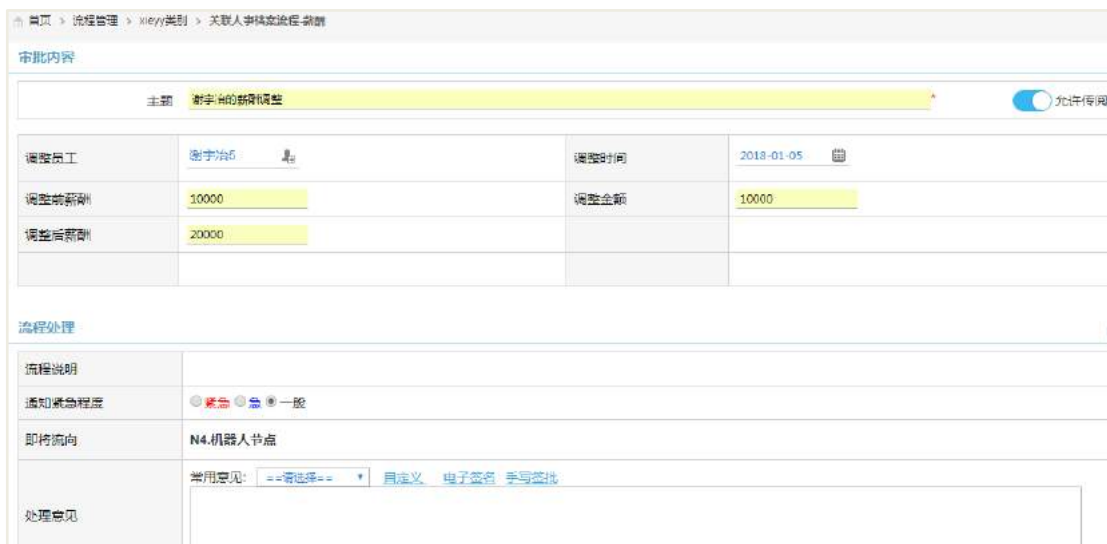 首页 > 流程管理 > xieyy类别 > 关联人事档案流程-薪酬
审批内容
主题 谢宇冶的薪酬调整 * 允许传阅
调整员工 谢宇冶6 调整时间 2018-01-05
调整前薪酬 10000 调整金额 10000
调整后薪酬 20000
流程处理
流程说明
通知紧急程度 紧急 急 一般
即将流向 N4.机器人节点
常用意见: ==请选择== 自定义 电子签名 手写签批
处理意见